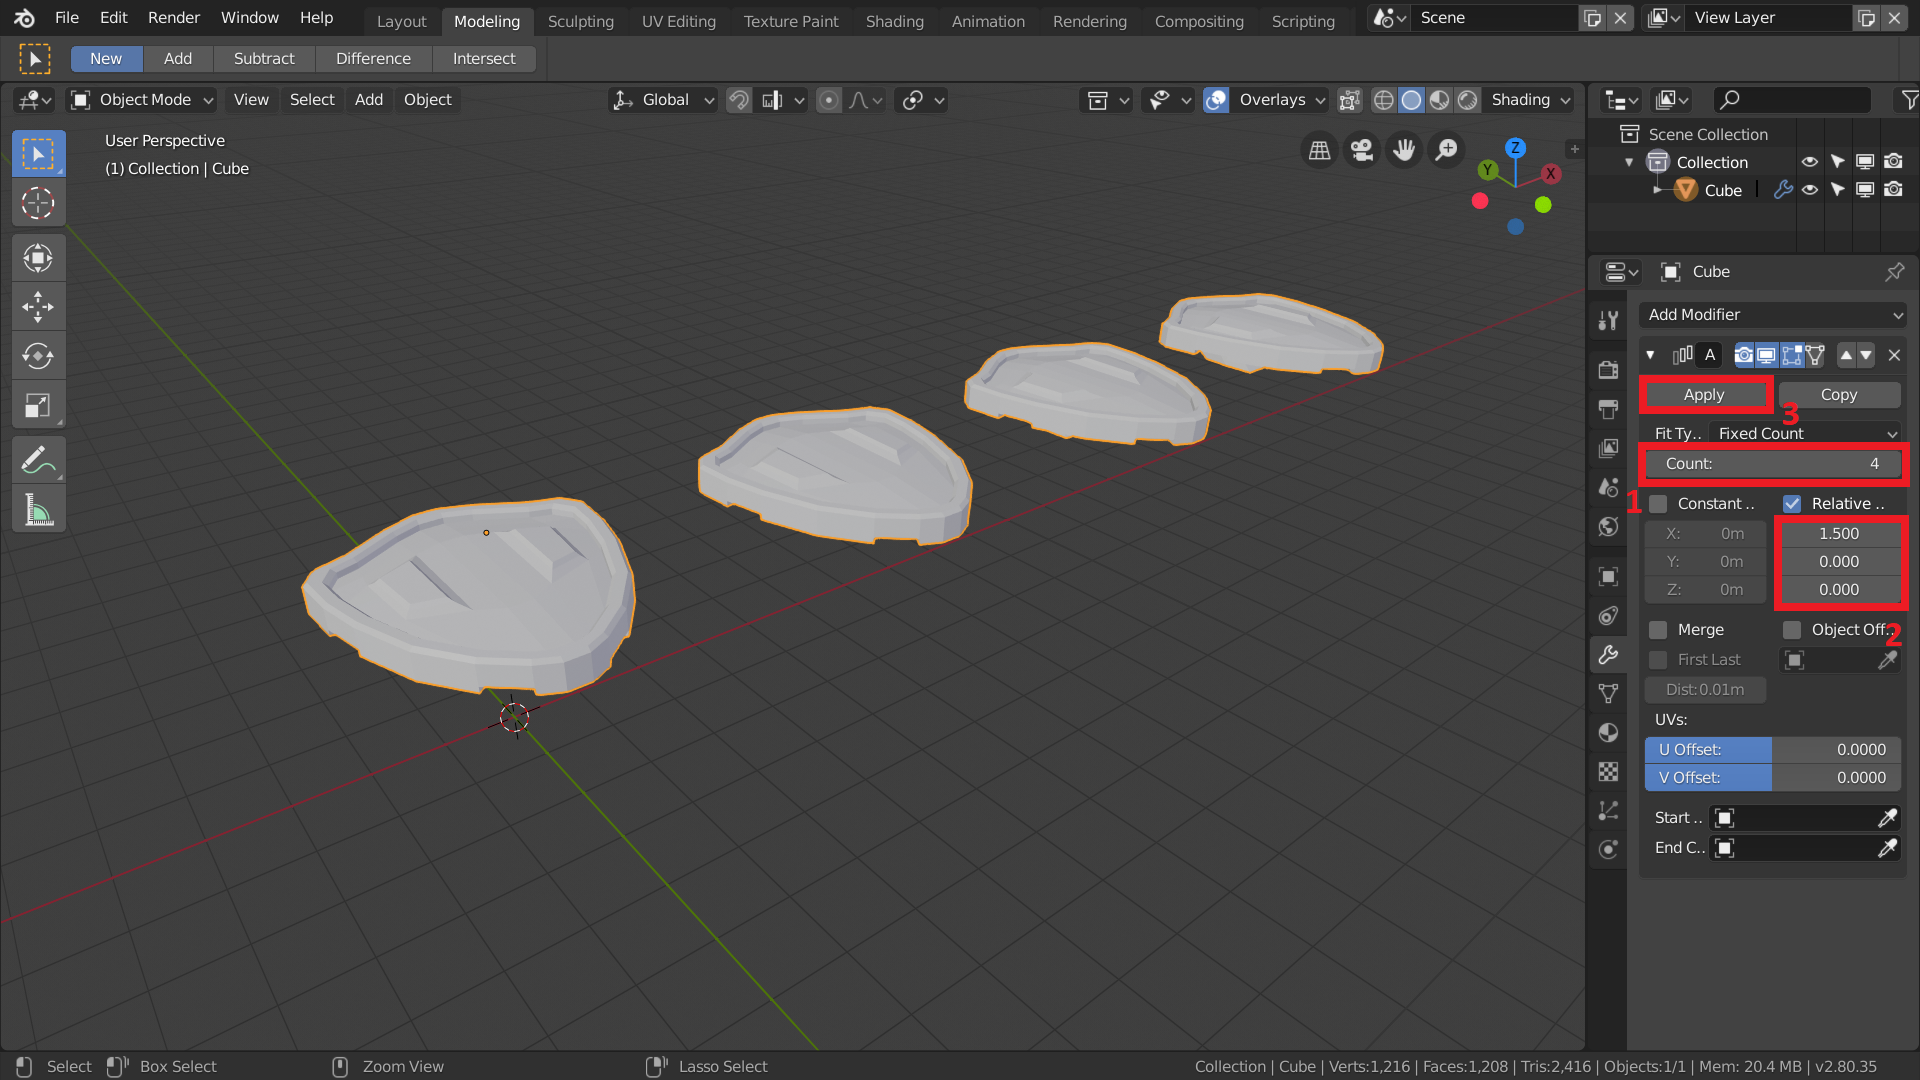 File Edit Render Window Help Layout Modeling Sculpting UV Editing Texture Paint Shading Animation Rendering Compositing Scripting Scene View Layer
New Add Subtract Difference Intersect
Object Mode View Select Add Object Global Overlays Shading
User Perspective
(1) Collection | Cube
Z
Y
X
Scene Collection
Collection
Cube
Cube
Add Modifier
A
Apply Copy
3
Fit Ty.. Fixed Count
Count: 4
1
Constant .. Relative ..
X: 0m 1.500
Y: 0m 0.000
Z: 0m 0.000
Merge Object Off..
2
First Last
Dist:0.01m
UVs:
U Offset: 0.0000
V Offset: 0.0000
Start ..
End C..
Select Box Select Zoom View Lasso Select Collection | Cube | Verts:1,216 | Faces:1,208 | Tris:2,416 | Objects:1/1 | Mem: 20.4 MB | v2.80.35